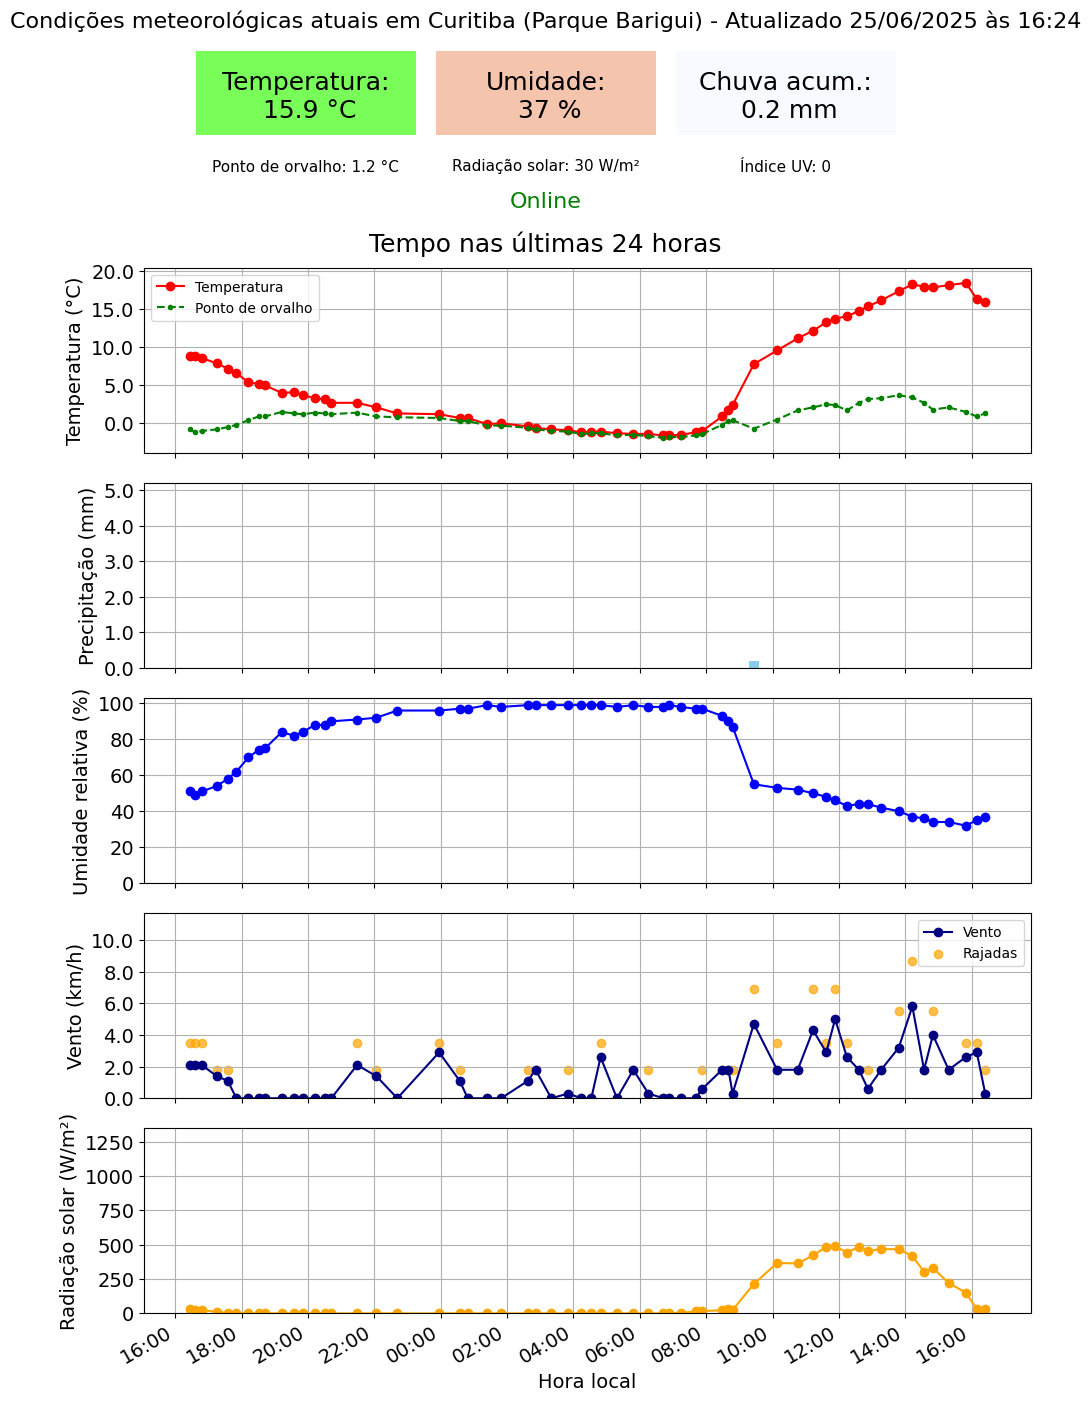 Condições meteorológicas atuais em Curitiba (Parque Barigui) - Atualizado 25/06/2025 às 16:24
Temperatura:
15.9 °C
Umidade:
37 %
Chuva acum.:
0.2 mm
Ponto de orvalho: 1.2 °C
Radiação solar: 30 W/m²
Índice UV: 0
Online
Tempo nas últimas 24 horas
Temperatura (°C)
20.0
15.0
10.0
5.0
0.0
Temperatura
Ponto de orvalho
Precipitação (mm)
5.0
4.0
3.0
2.0
1.0
0.0
Umidade relativa (%)
100
80
60
40
20
0
Vento (km/h)
10.0
8.0
6.0
4.0
2.0
0.0
Vento
Rajadas
Radiação solar (W/m²)
1250
1000
750
500
250
0
16:00
18:00
20:00
22:00
00:00
02:00
04:00
06:00
08:00
10:00
12:00
14:00
16:00
Hora local